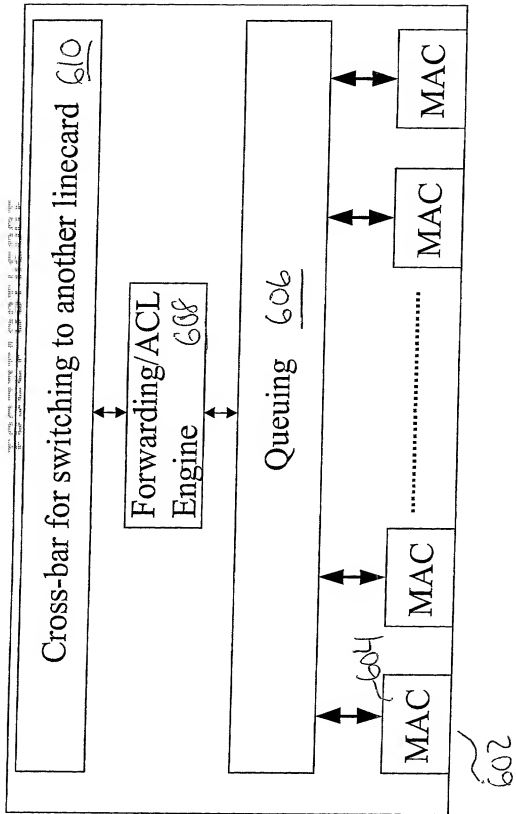 Cross-bar for switching to another linecard 610
Forwarding/ACL
Engine 608
Queuing 606
604
MAC
MAC
MAC
MAC
602